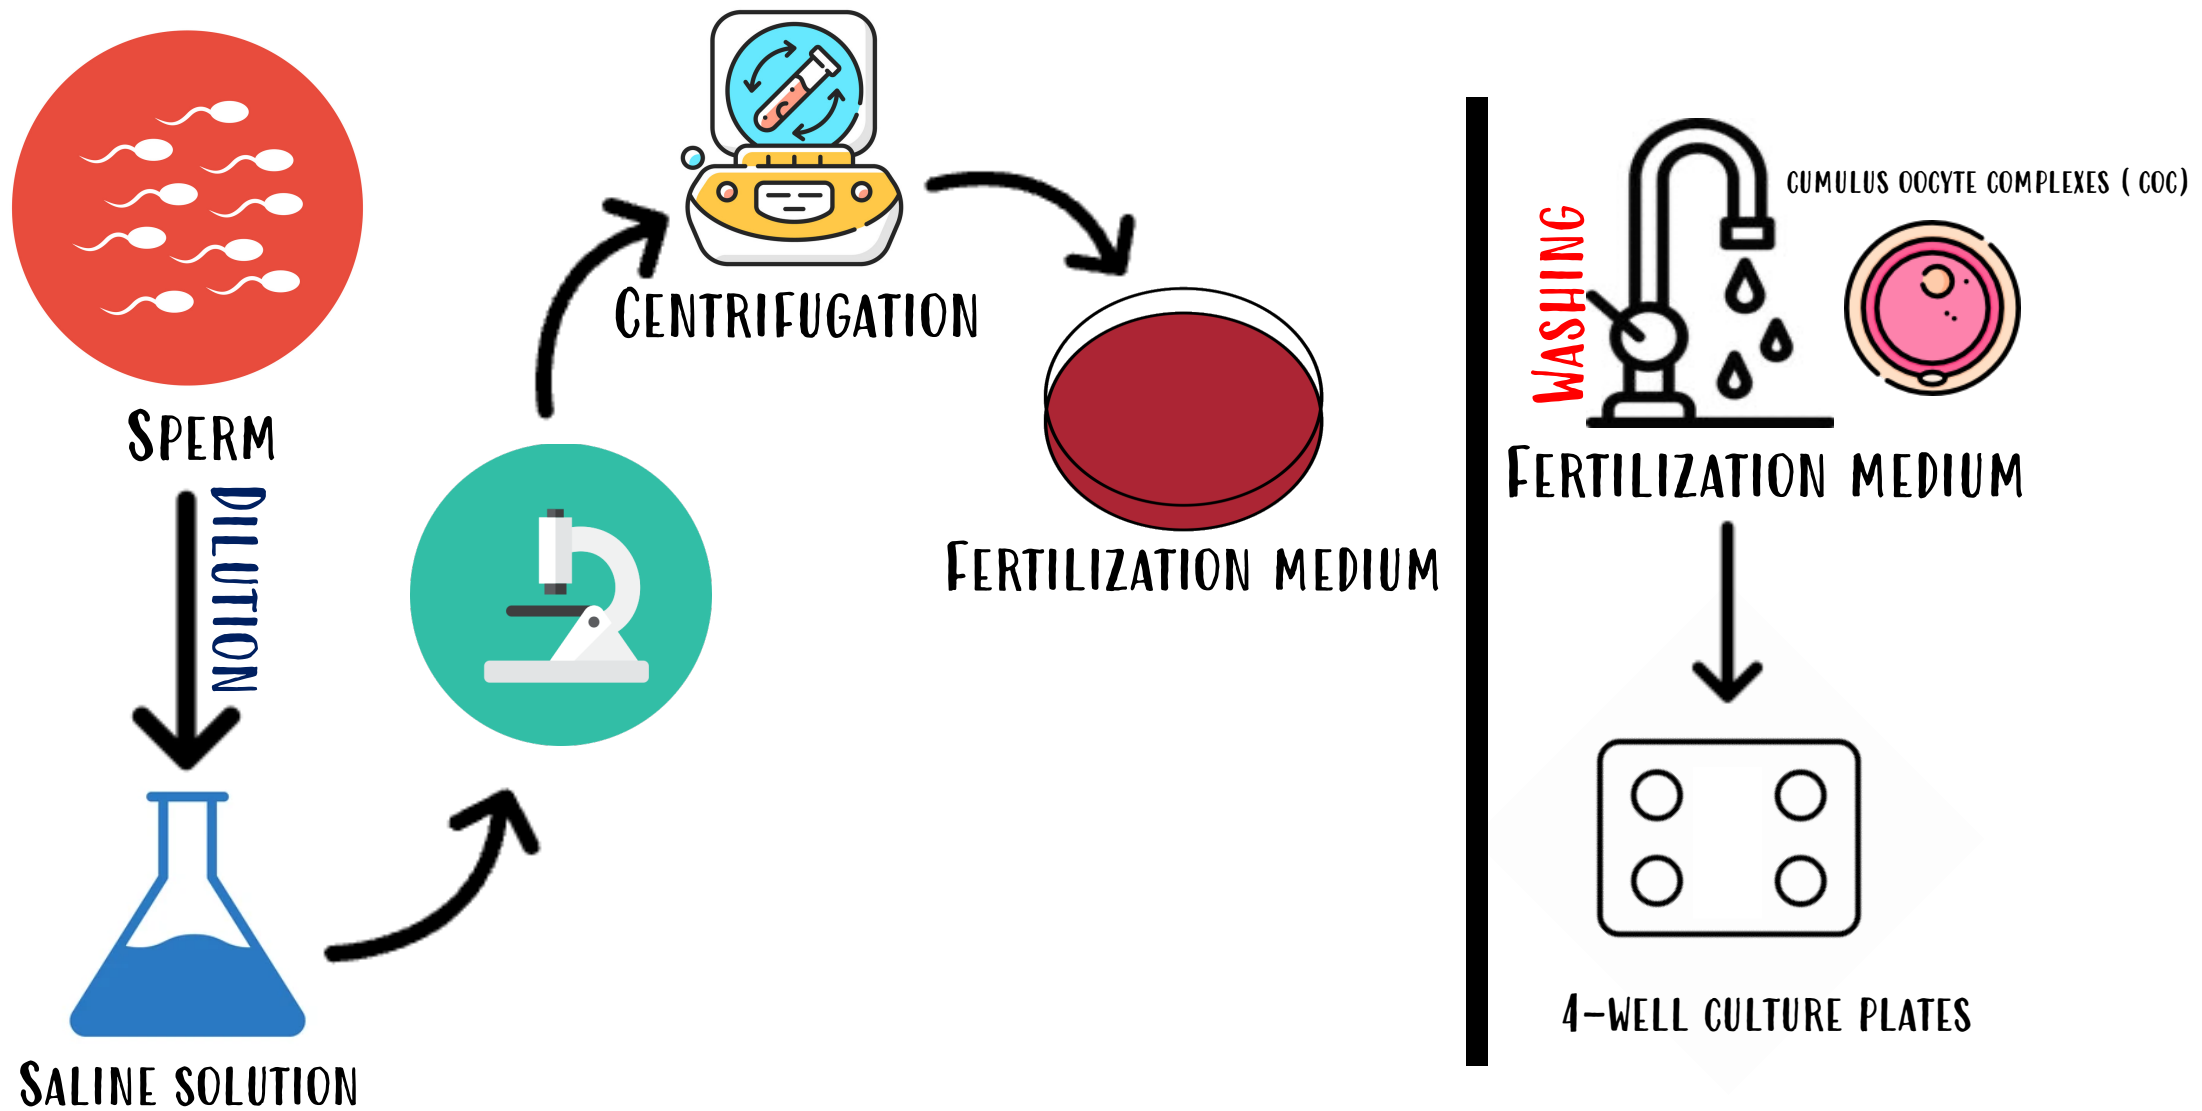 Sperm
Dilution
Saline solution
Centrifugation
Fertilization medium
Washing
cumulus oocyte complexes ( COC)
Fertilization medium
4-well culture plates